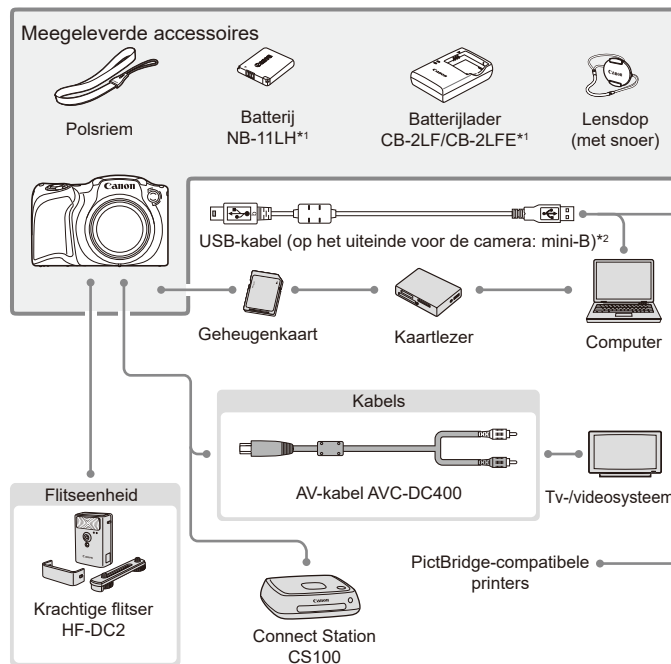 Meegeleverde accessoires
Polsriem
Batterij
NB-11LH*1
Batterijlader
CB-2LF/CB-2LFE*1
Lensdop
(met snoer)
Canon
USB-kabel (op het uiteinde voor de camera: mini-B)*2
Geheugenkaart
Kaartlezer
Computer
Kabels
AV-kabel AVC-DC400
Tv-/videosysteem
Flitseenheid
Krachtige flitser
HF-DC2
Connect Station
CS100
PictBridge-compatibele
printers